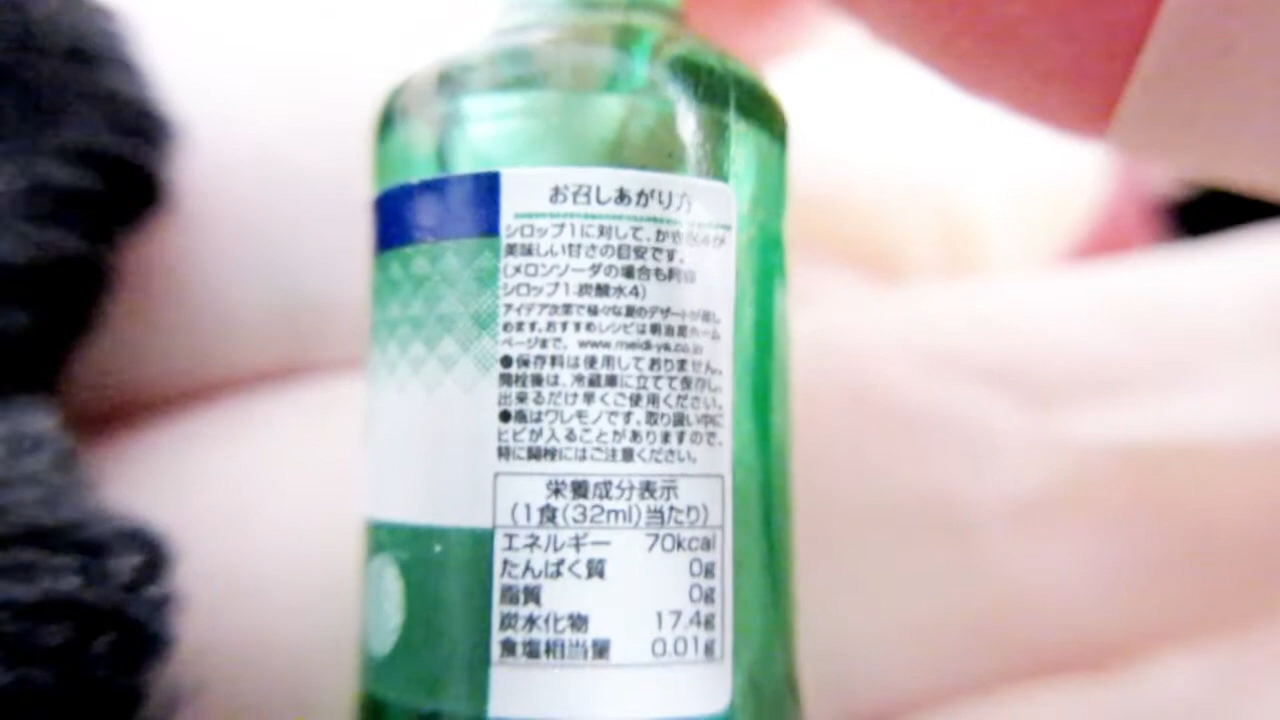 お召しあがり方
シロップ1に対して、かき氷4が
美味しい甘さの目安です。
(メロンソーダの場合も同様
シロップ1:炭酸水4)
アイデア次第で様々な夏のデザートが楽し
めます。おすすめレシピは明治屋ホーム
ページまで。 www.meidi-ya.co.jp
●保存料は使用しておりません。
開栓後は、冷蔵庫に立てて保存し、
出来るだけ早くご使用ください。
●瓶はワレモノです。取り扱い中に
ヒビが入ることがありますので、
特に開栓にはご注意ください。
栄養成分表示
(1食(32ml)当たり)
エネルギー 70kcal
たんぱく質 0g
脂質 0g
炭水化物 17.4g
食塩相当量 0.01g